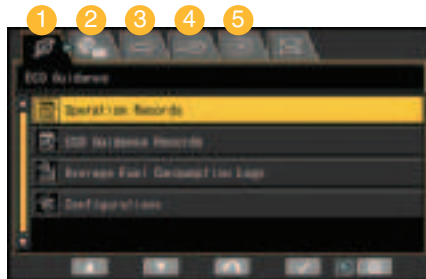 1 2 3 4 5
ECO Guidance
Operation Records
ECO Guidance Records
Average Fuel Consumption Logs
Configurations